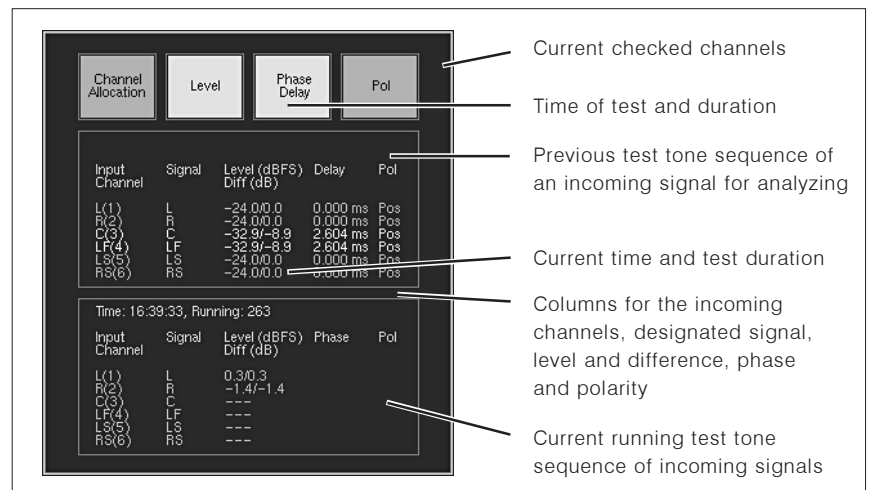 Channel Allocation
Level
Phase Delay
Pol
Input Channel Signal Level (dBFS) Diff (dB) Delay Pol
L(1) L -24.0/0.0 0.000 ms Pos
R(2) R -24.0/0.0 0.000 ms Pos
C(3) C -32.9/-8.9 2.604 ms Pos
LF(4) LF -32.9/-8.9 2.604 ms Pos
LS(5) LS -24.0/0.0 0.000 ms Pos
RS(6) RS -24.0/0.0 0.000 ms Pos
Time: 16:39:33, Running: 263
Input Channel Signal Level (dBFS) Diff (dB) Phase Pol
L(1) L 0.3/0.3
R(2) R -1.4/-1.4
C(3) C ---
LF(4) LF ---
LS(5) LS ---
RS(6) RS ---
Current checked channels
Time of test and duration
Previous test tone sequence of
an incoming signal for analyzing
Current time and test duration
Columns for the incoming
channels, designated signal,
level and difference, phase
and polarity
Current running test tone
sequence of incoming signals